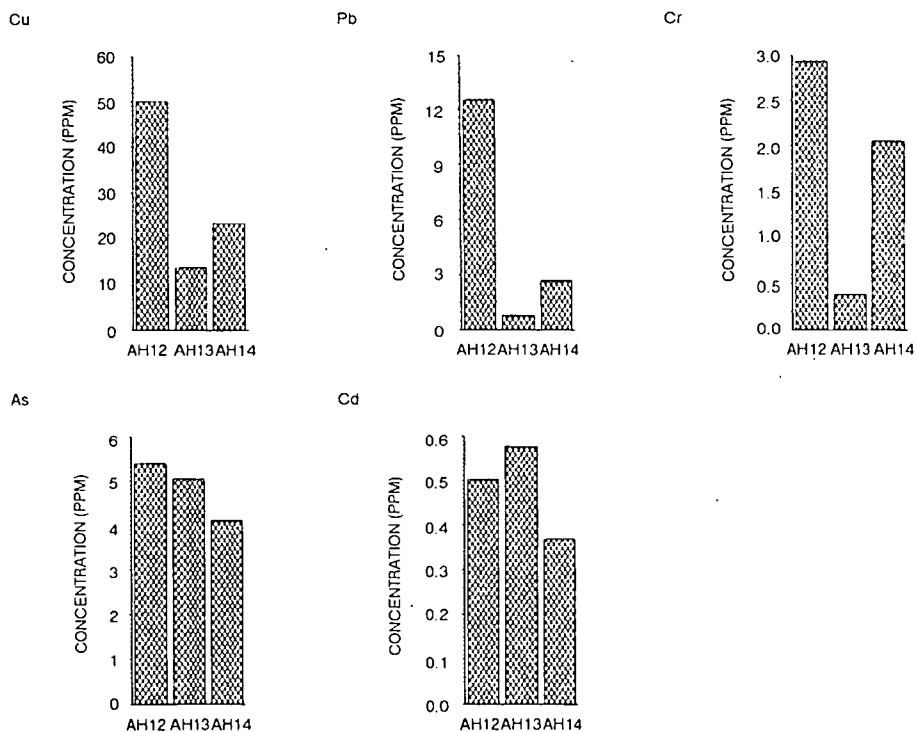 Cu
CONCENTRATION (PPM)
60
50
40
30
20
10
0
AH12 AH13 AH14
Pb
CONCENTRATION (PPM)
15
12
9
6
3
0
AH12 AH13 AH14
Cr
CONCENTRATION (PPM)
3.0
2.5
2.0
1.5
1.0
0.5
0.0
AH12 AH13 AH14
As
CONCENTRATION (PPM)
6
5
4
3
2
1
0
AH12 AH13 AH14
Cd
CONCENTRATION (PPM)
0.6
0.5
0.4
0.3
0.2
0.1
0.0
AH12 AH13 AH14